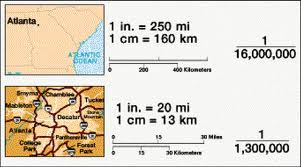 Atlanta
ATLANTIC
OCEAN
1 in. = 250 mi
1 cm = 160 km
0 200 400 Kilometers
1
16,000,000
Smyrna Chamblee
Mableton Tucker
Decatur
Atlanta
Panthersville
College
Park Forest
Park
1 in. = 20 mi
1 cm = 13 km
0 15 30 Miles
0 15 30 Kilometers
1
1,300,000